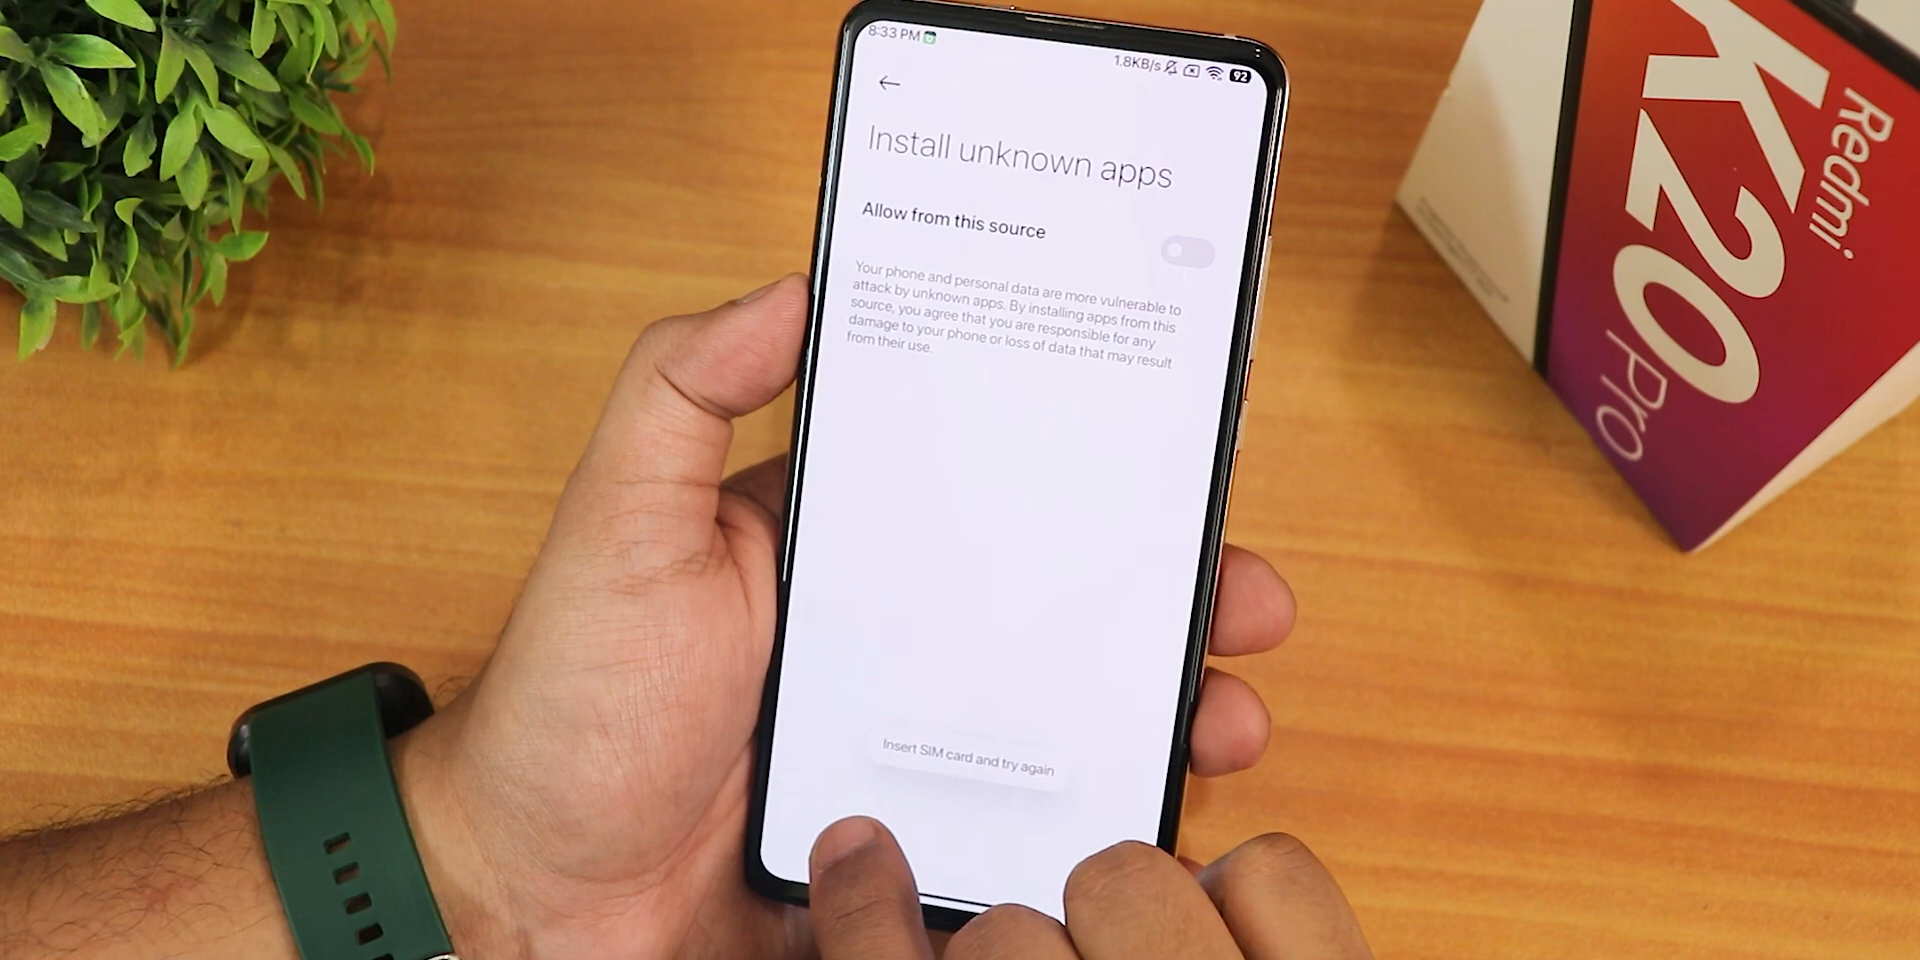 8:33 PM
1.8KB/s 92
Install unknown apps
Allow from this source
Your phone and personal data are more vulnerable to
attack by unknown apps. By installing apps from this
source, you agree that you are responsible for any
damage to your phone or loss of data that may result
from their use.
Insert SIM card and try again
Redmi
K20
Pro